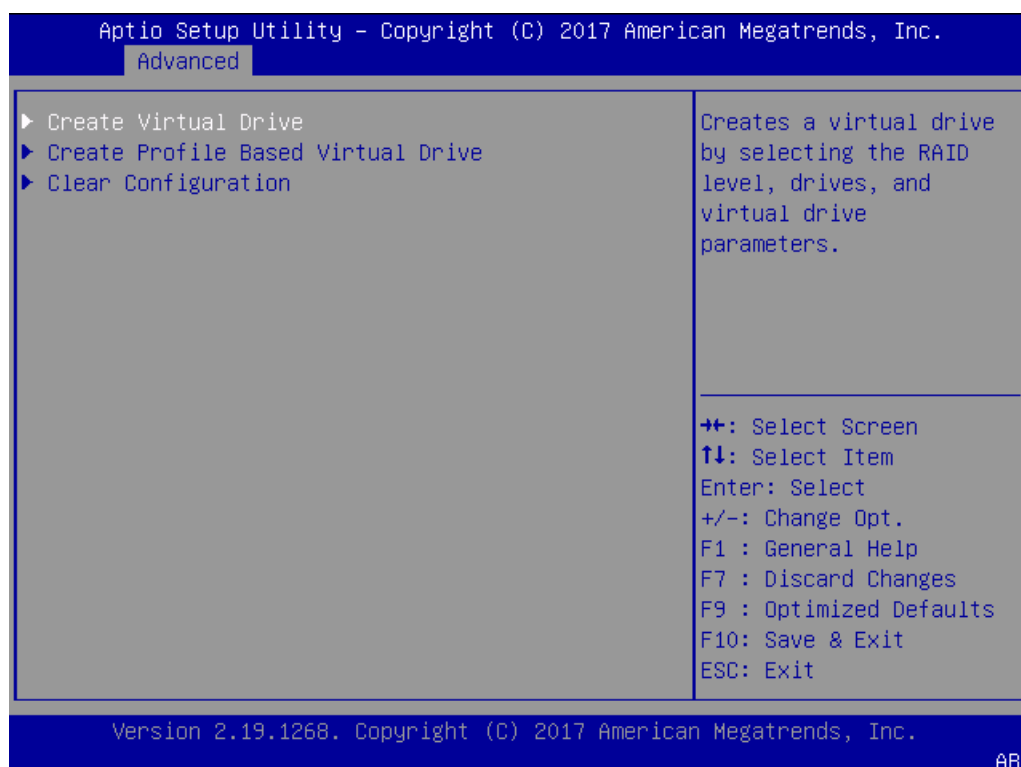 Aptio Setup Utility – Copyright (C) 2017 American Megatrends, Inc.
Advanced
▶ Create Virtual Drive
▶ Create Profile Based Virtual Drive
▶ Clear Configuration
Creates a virtual drive
by selecting the RAID
level, drives, and
virtual drive
parameters.
→←: Select Screen
↑↓: Select Item
Enter: Select
+/-: Change Opt.
F1 : General Help
F7 : Discard Changes
F9 : Optimized Defaults
F10: Save & Exit
ESC: Exit
Version 2.19.1268. Copyright (C) 2017 American Megatrends, Inc.
AB